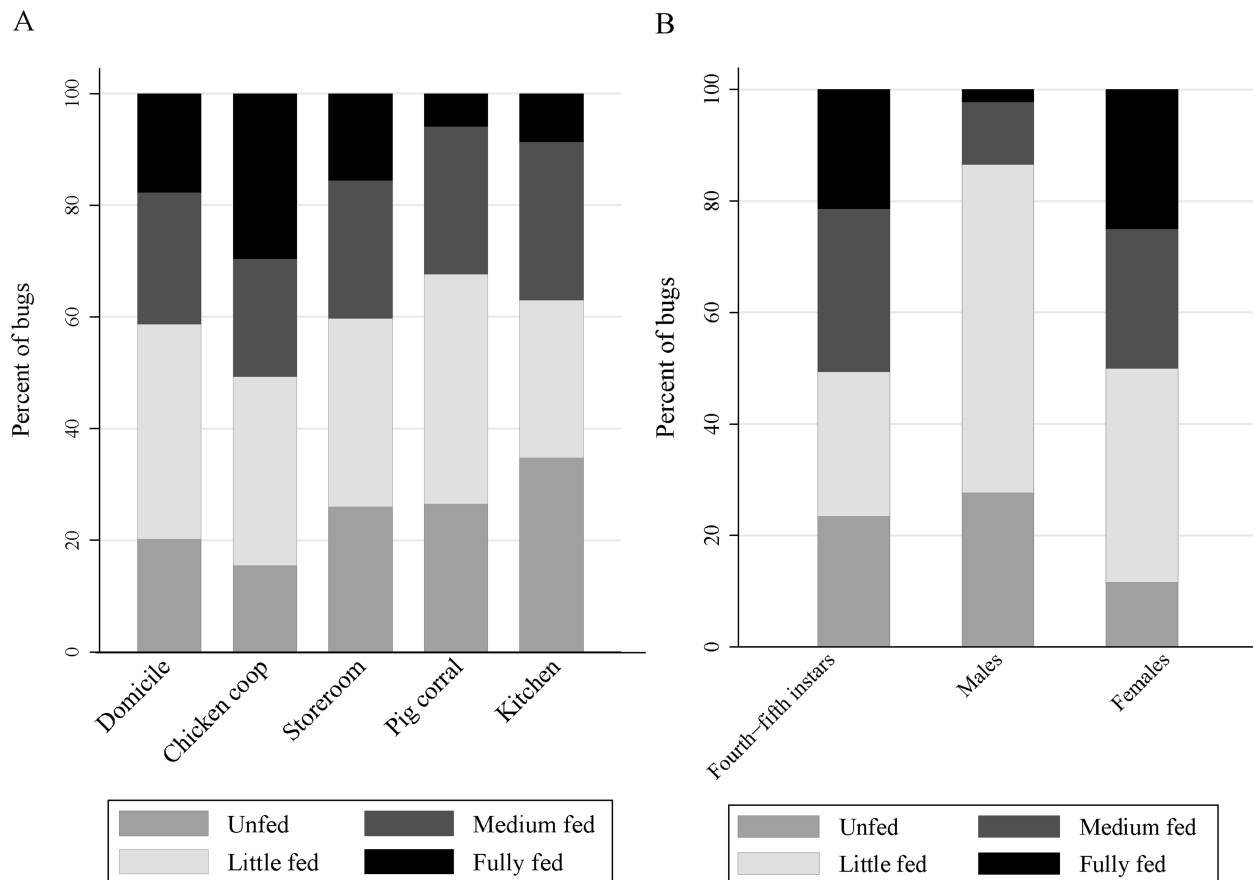 A
Percent of bugs
100
80
60
40
20
0
Domicile
Chicken coop
Storeroom
Pig corral
Kitchen
Unfed
Medium fed
Little fed
Fully fed
B
Percent of bugs
100
80
60
40
20
0
Fourth−fifth instars
Males
Females
Unfed
Medium fed
Little fed
Fully fed